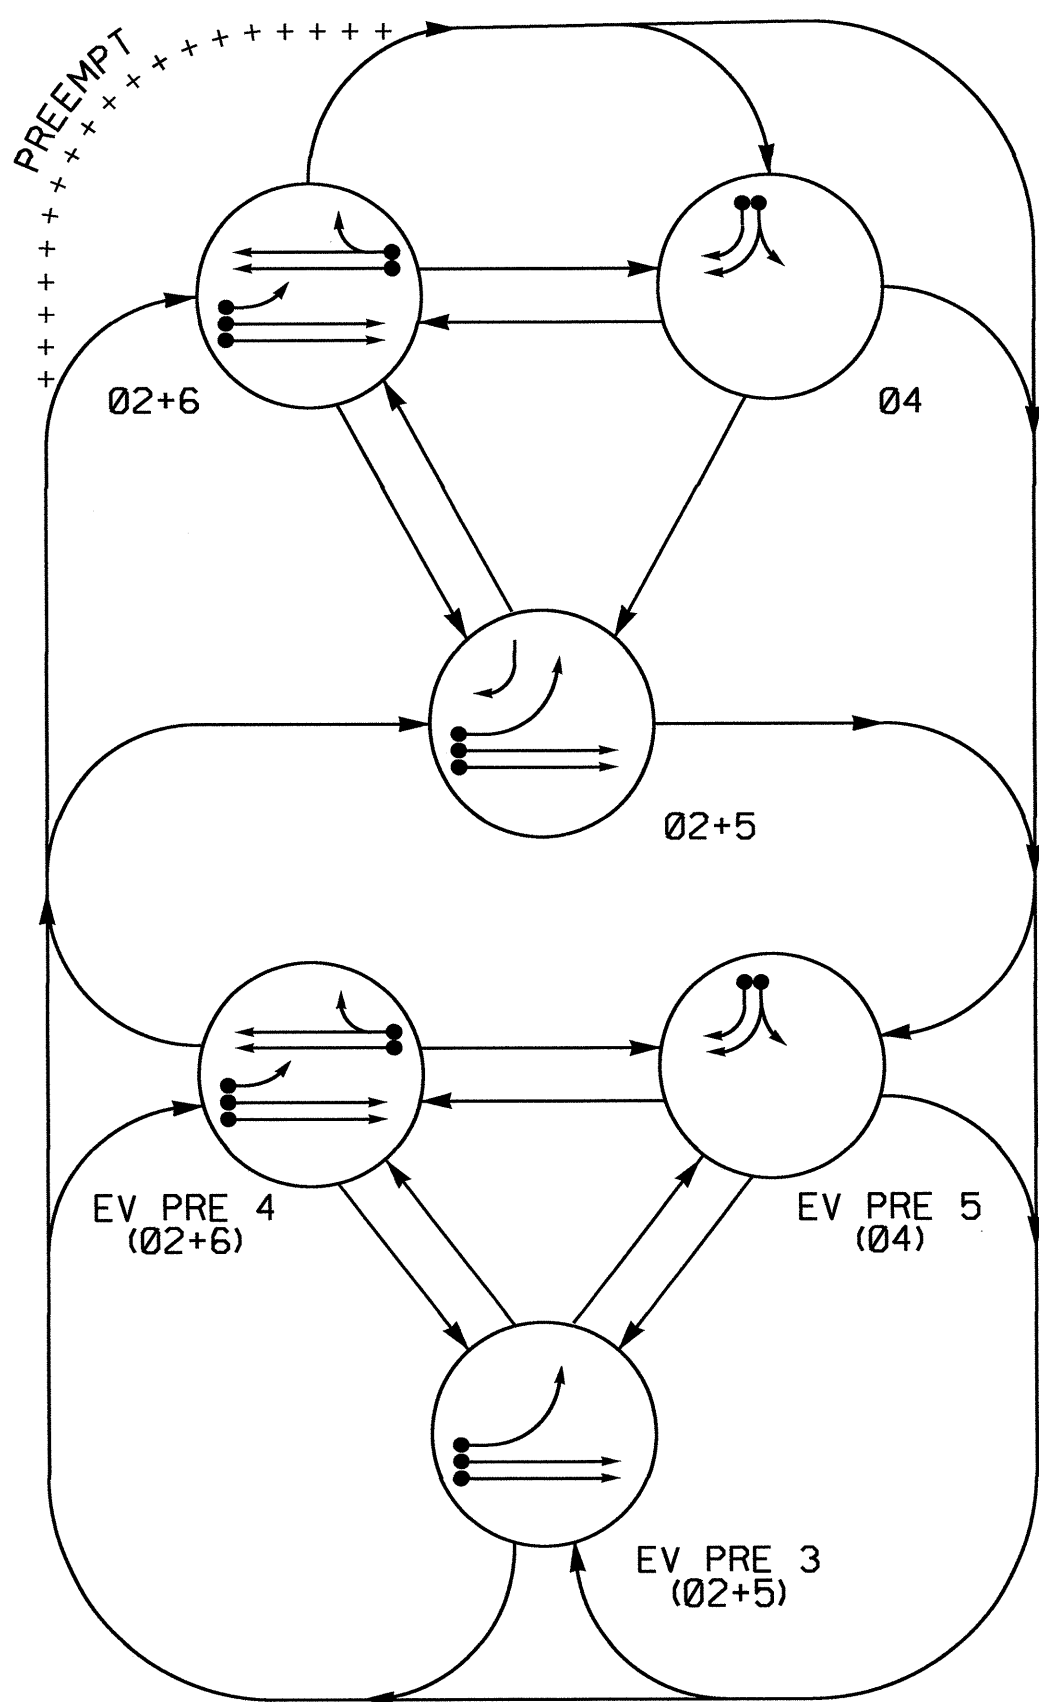 PREEMPT
Ø2+6
Ø4
Ø2+5
EV PRE 4
(Ø2+6)
EV PRE 5
(Ø4)
EV PRE 3
(Ø2+5)